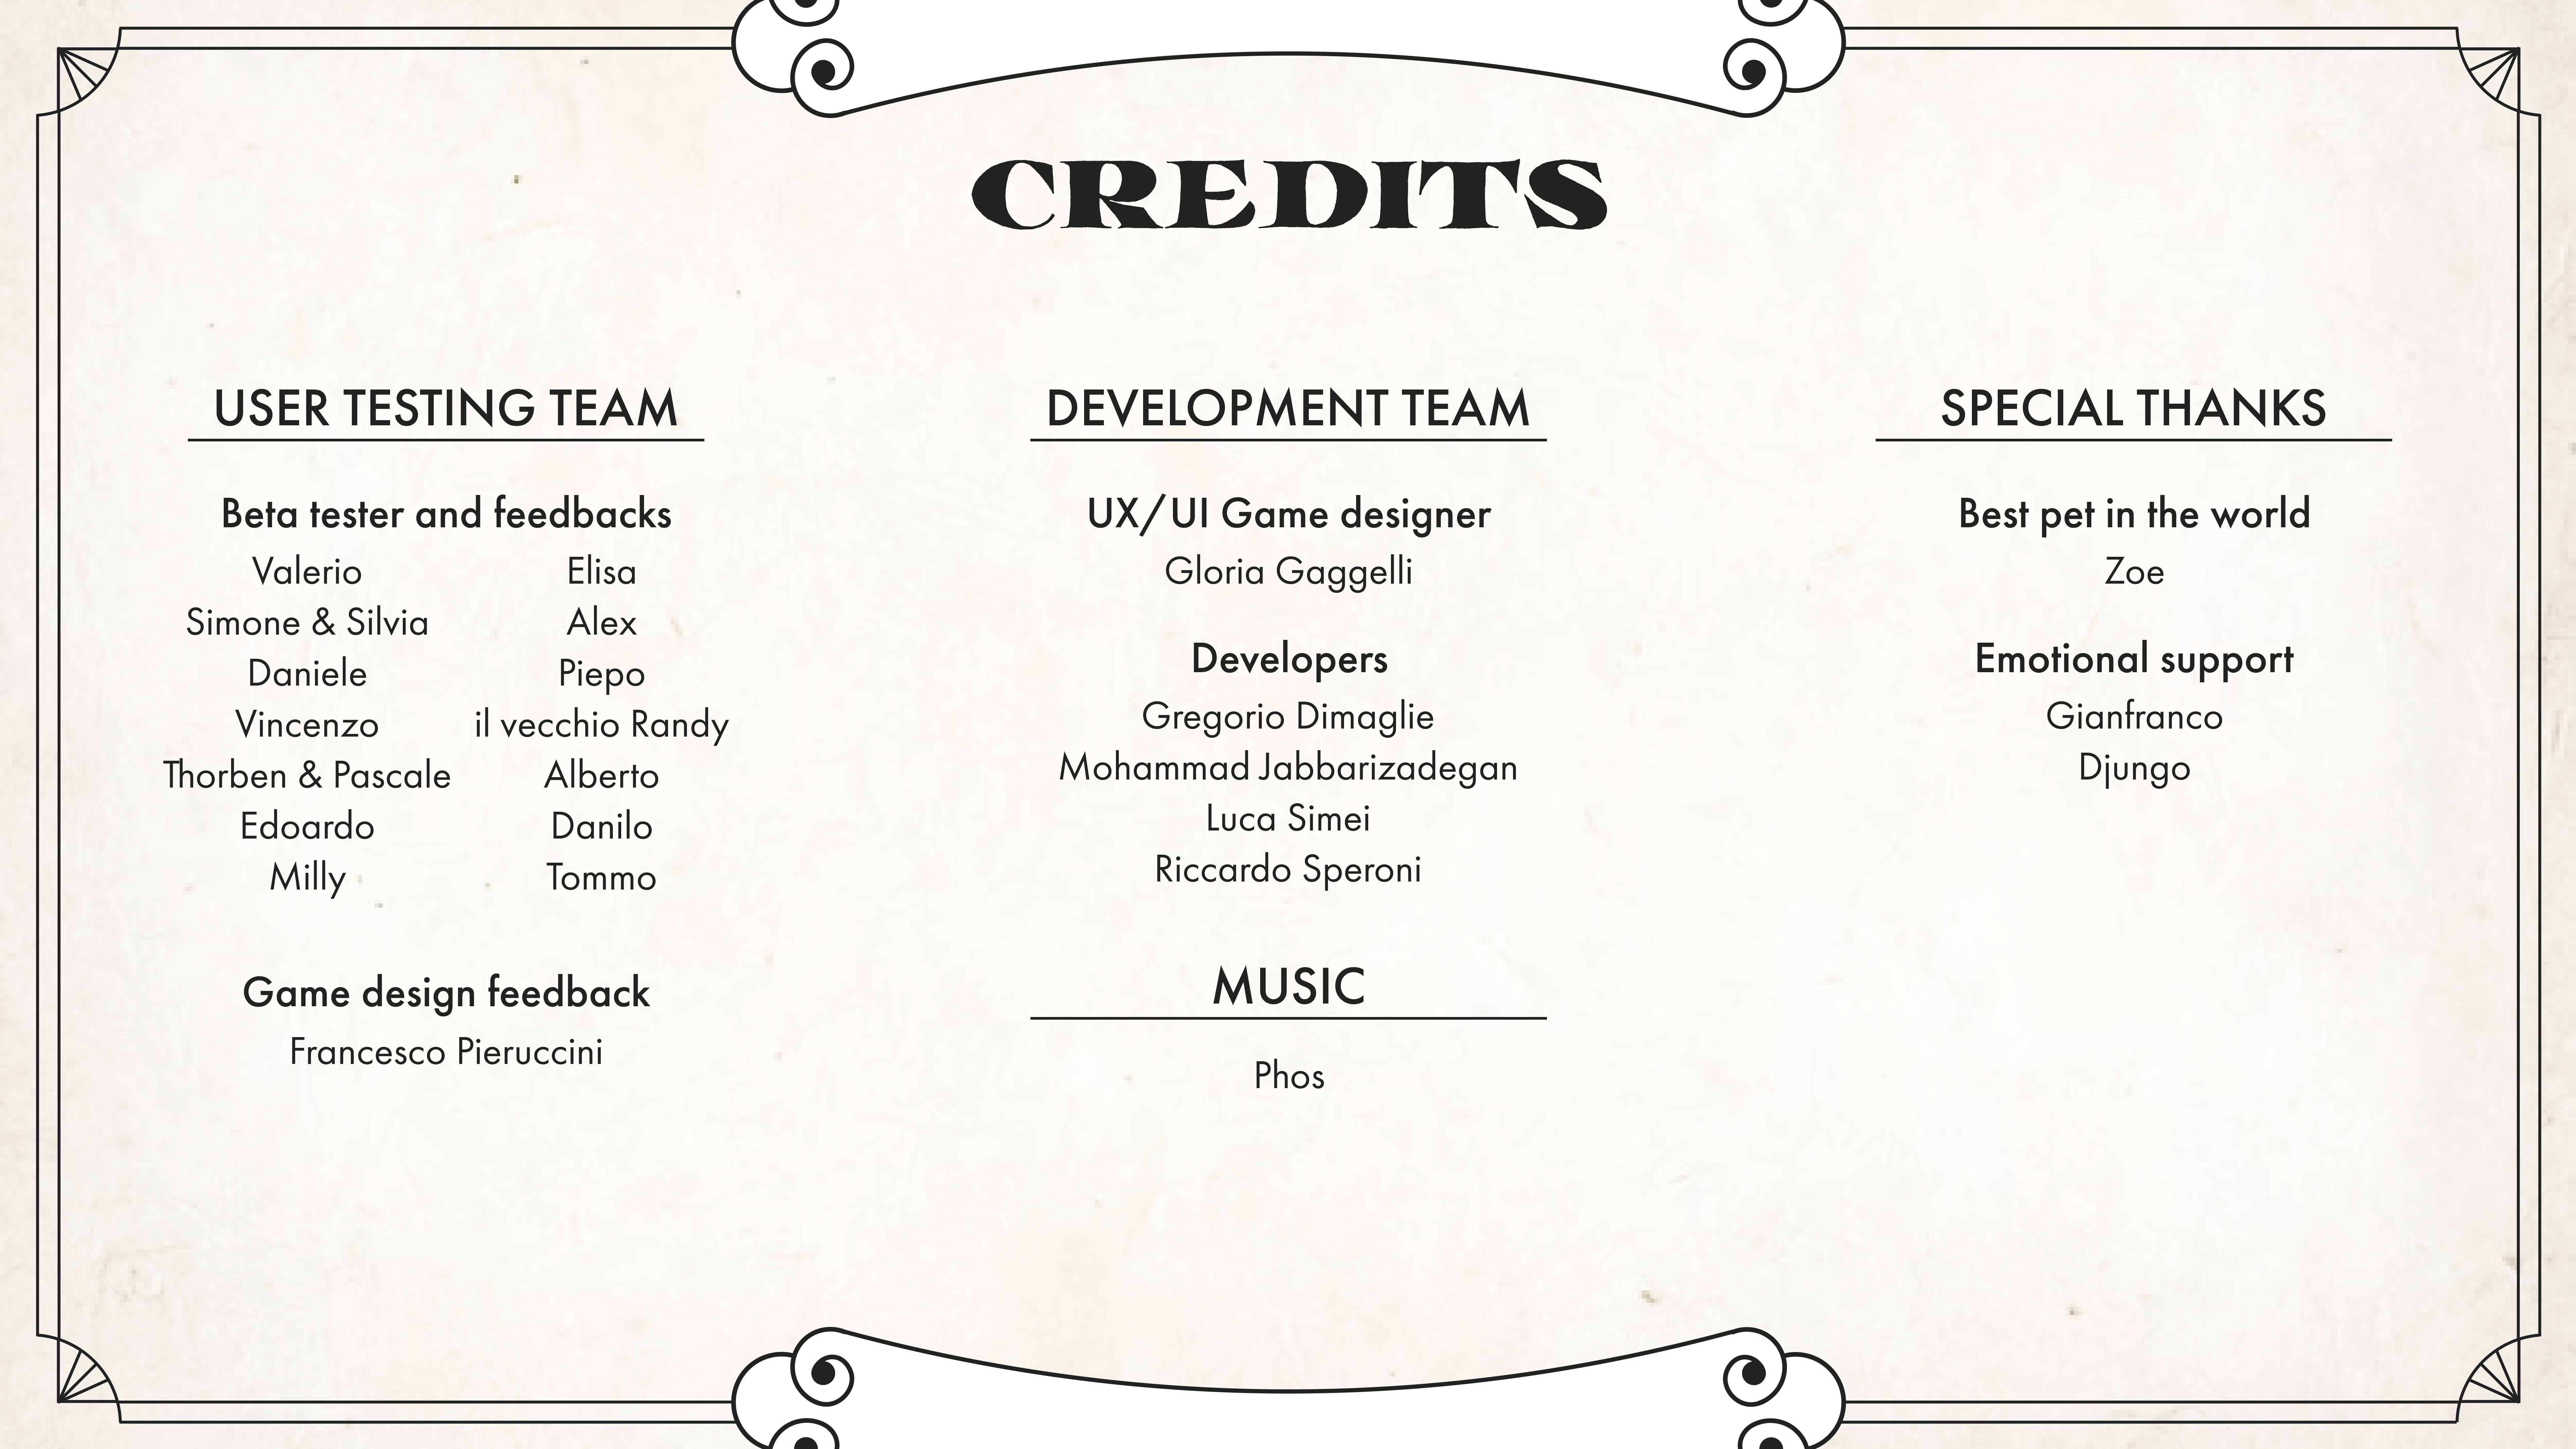 CREDITS
USER TESTING TEAM
Beta tester and feedbacks
Valerio
Simone & Silvia
Daniele
Vincenzo
Thorben & Pascale
Edoardo
Milly
Elisa
Alex
Piepo
il vecchio Randy
Alberto
Danilo
Tommo
Game design feedback
Francesco Pieruccini
DEVELOPMENT TEAM
UX/UI Game designer
Gloria Gaggelli
Developers
Gregorio Dimaglie
Mohammad Jabbarizadegan
Luca Simei
Riccardo Speroni
MUSIC
Phos
SPECIAL THANKS
Best pet in the world
Zoe
Emotional support
Gianfranco
Djungo